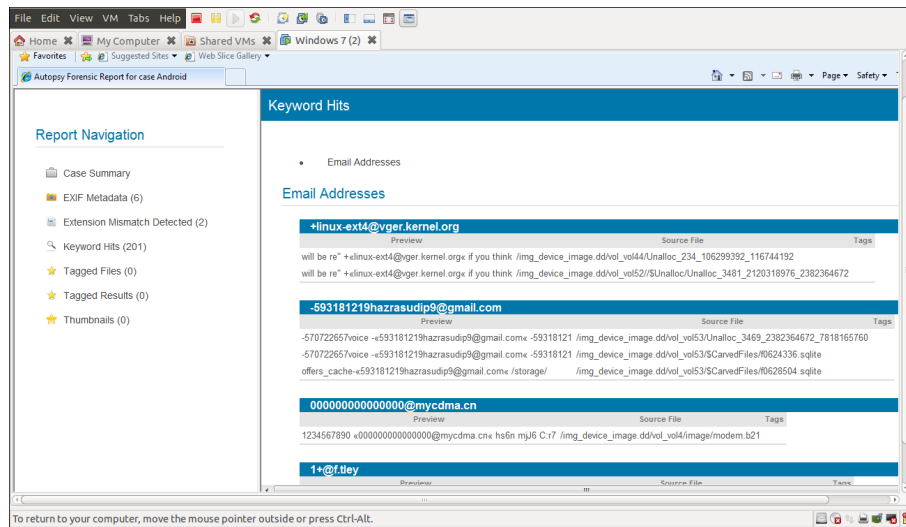 File Edit View VM Tabs Help
Home My Computer Shared VMs Windows 7 (2)
Favorites Suggested Sites Web Slice Gallery
Autopsy Forensic Report for case Android Page Safety
Keyword Hits
Report Navigation
Case Summary
EXIF Metadata (6)
Extension Mismatch Detected (2)
Keyword Hits (201)
Tagged Files (0)
Tagged Results (0)
Thumbnails (0)
• Email Addresses
Email Addresses
+linux-ext4@vger.kernel.org
Preview Source File Tags
will be re" +«linux-ext4@vger.kernel.org« if you think /img_device_image.dd/vol_vol44/Unalloc_234_106299392_116744192
will be re" +«linux-ext4@vger.kernel.org« if you think /img_device_image.dd/vol_vol52//$Unalloc/Unalloc_3481_2120318976_2382364672
-593181219hazrasudip9@gmail.com
Preview Source File Tags
-570722657voice -«593181219hazrasudip9@gmail.com« -59318121 /img_device_image.dd/vol_vol53/Unalloc_3469_2382364672_7818165760
-570722657voice -«593181219hazrasudip9@gmail.com« -59318121 /img_device_image.dd/vol_vol53/$CarvedFiles/f0624336.sqlite
offers_cache-«593181219hazrasudip9@gmail.com« /storage/ /img_device_image.dd/vol_vol53/$CarvedFiles/f0628504.sqlite
000000000000000@mycdma.cn
Preview Source File Tags
1234567890 «000000000000000@mycdma.cn« hs6n mjJ6 C:r7 /img_device_image.dd/vol_vol4/image/modem.b21
1+@f.tley
Preview Source File Tags
To return to your computer, move the mouse pointer outside or press Ctrl-Alt.